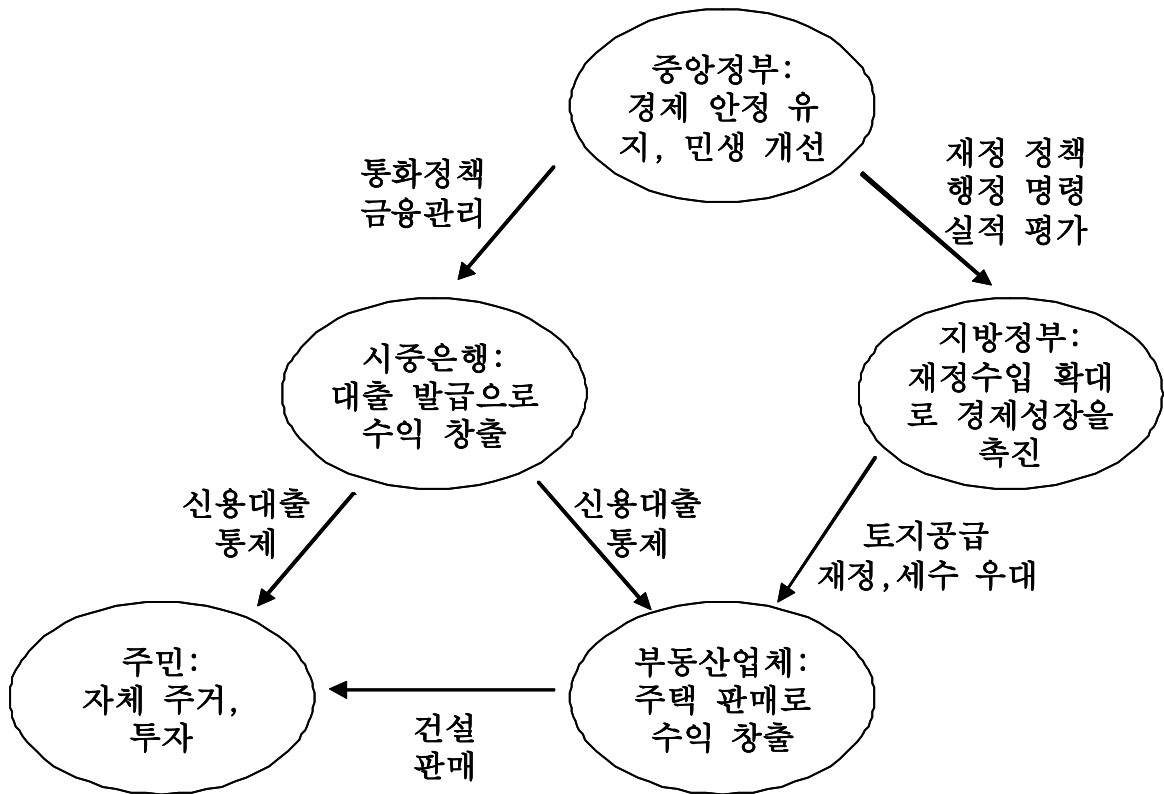 중앙정부:
경제 안정 유
지, 민생 개선
통화정책
금융관리
재정 정책
행정 명령
실적 평가
시중은행:
대출 발급으로
수익 창출
지방정부:
재정수입 확대
로 경제성장을
촉진
신용대출
통제
신용대출
통제
토지공급
재정,세수 우대
주민:
자체 주거,
투자
건설
판매
부동산업체:
주택 판매로
수익 창출